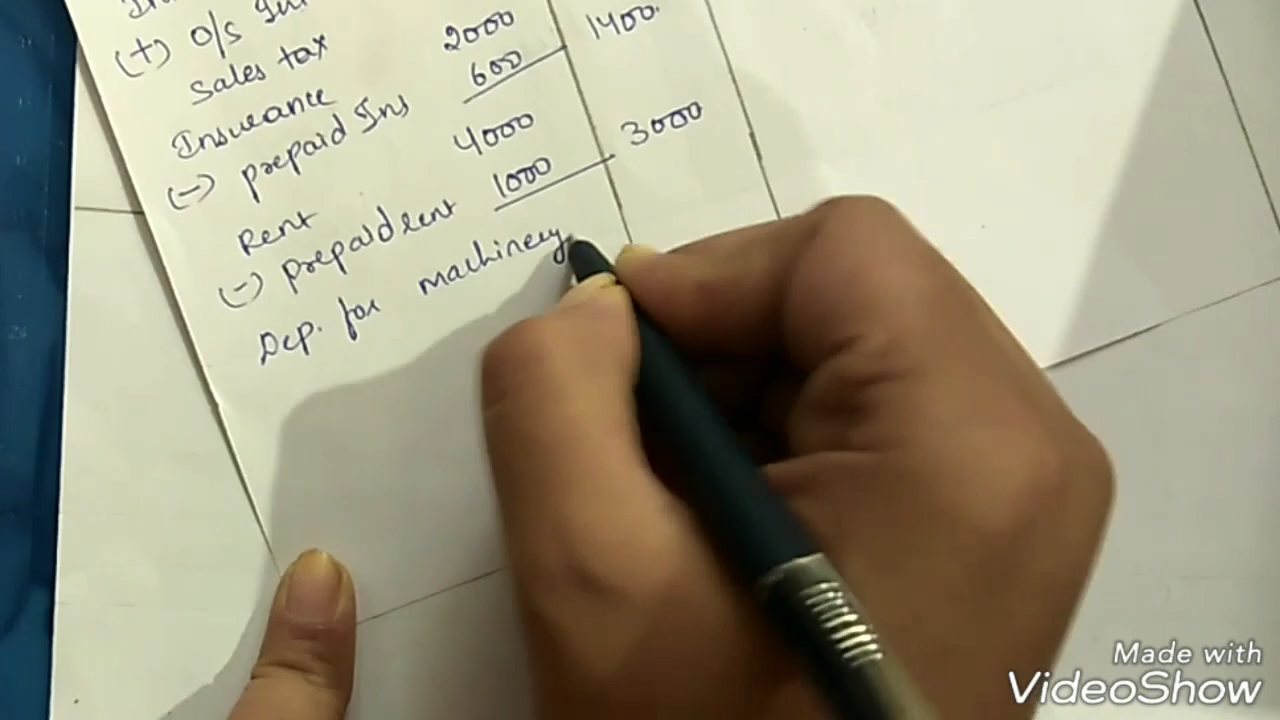 (+) O/S
Sales tax
Insurance 2000
(-) prepaid Ins 600 1400
Rent 4000
(-) prepaid rent 1000 3000
Dep. for machinery
Made with
VideoShow